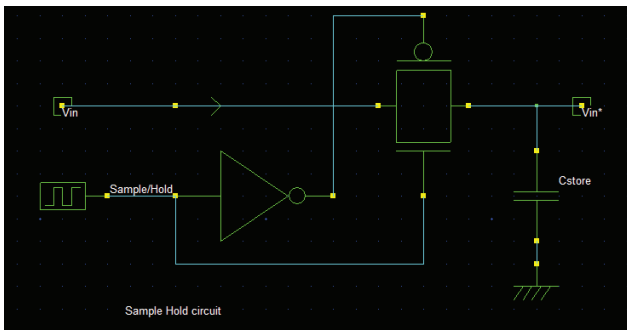 Vin
Vin*
Sample/Hold
Cstore
Sample Hold circuit